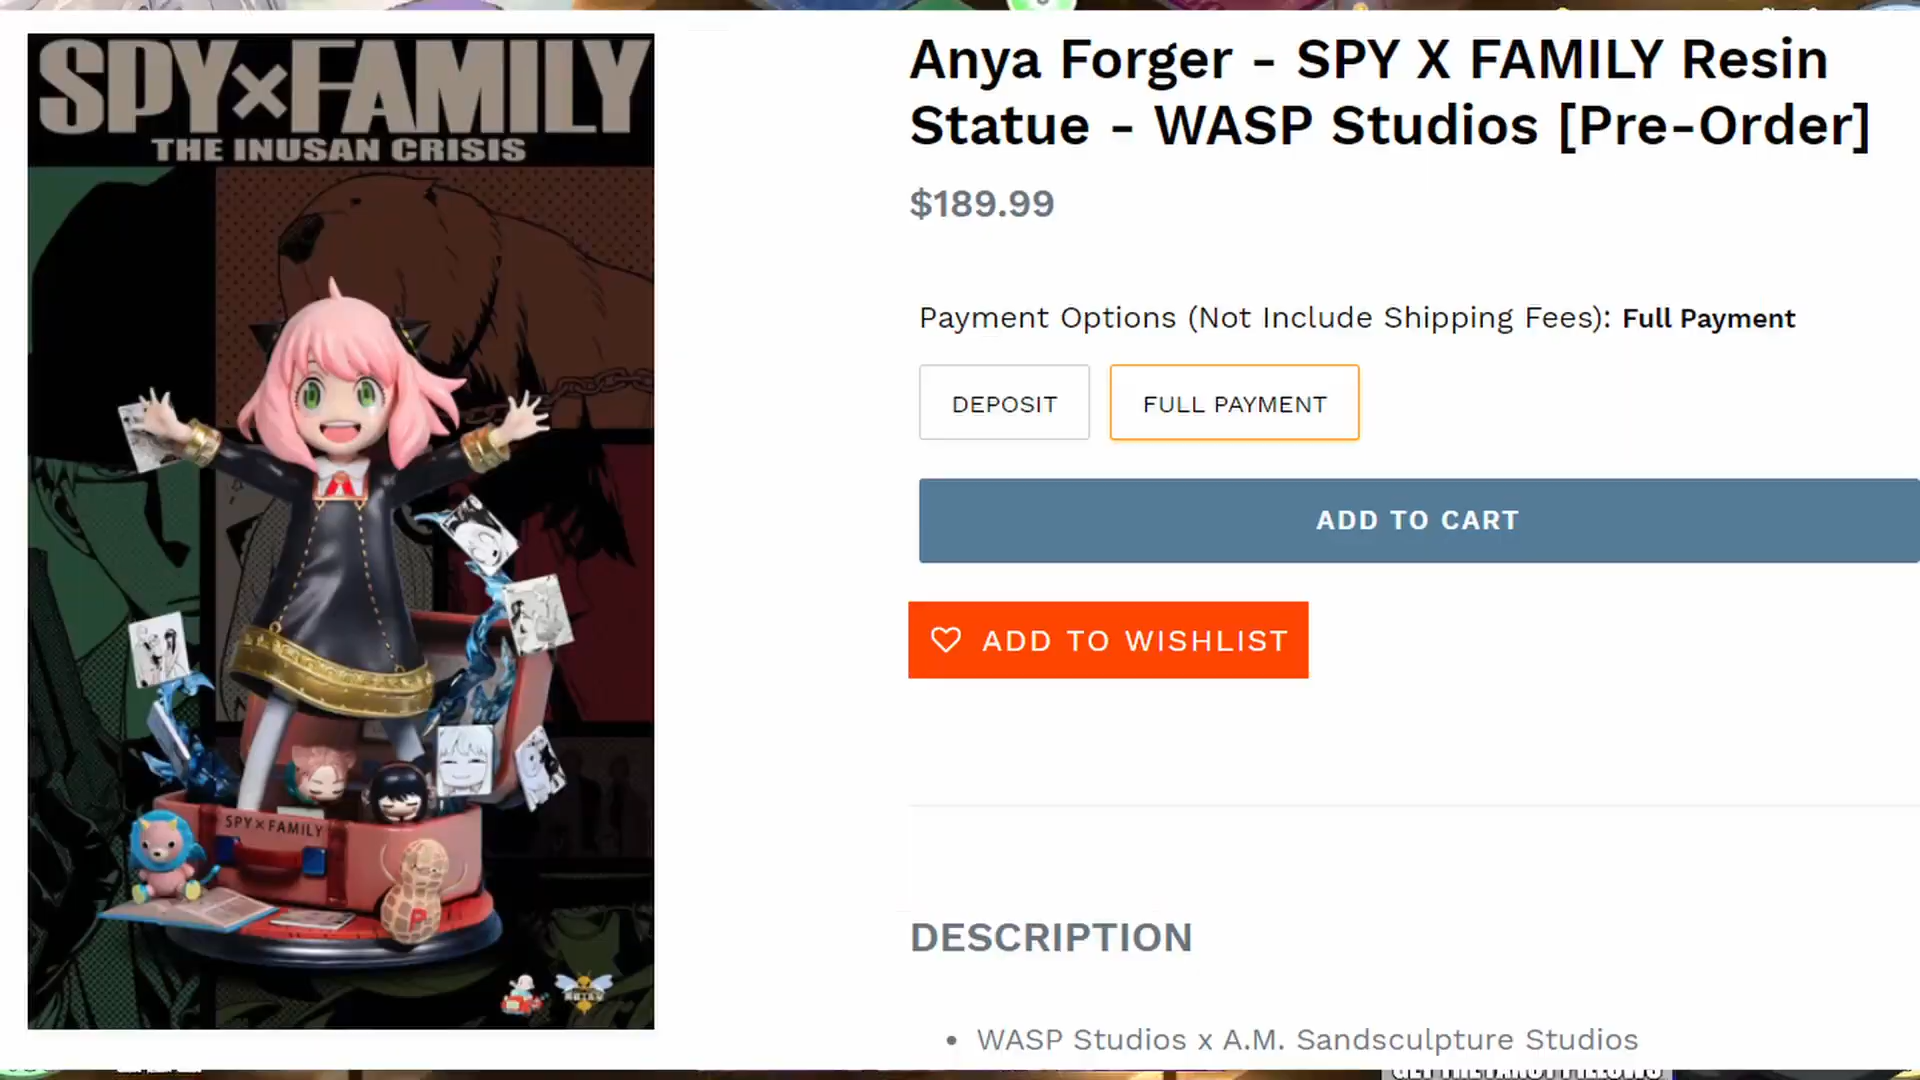 SPY×FAMILY
THE INUSAN CRISIS
SPY×FAMILY
P
Anya Forger - SPY X FAMILY Resin
Statue - WASP Studios [Pre-Order]
$189.99
Payment Options (Not Include Shipping Fees): Full Payment
DEPOSIT
FULL PAYMENT
ADD TO CART
ADD TO WISHLIST
DESCRIPTION
• WASP Studios x A.M. Sandsculpture Studios